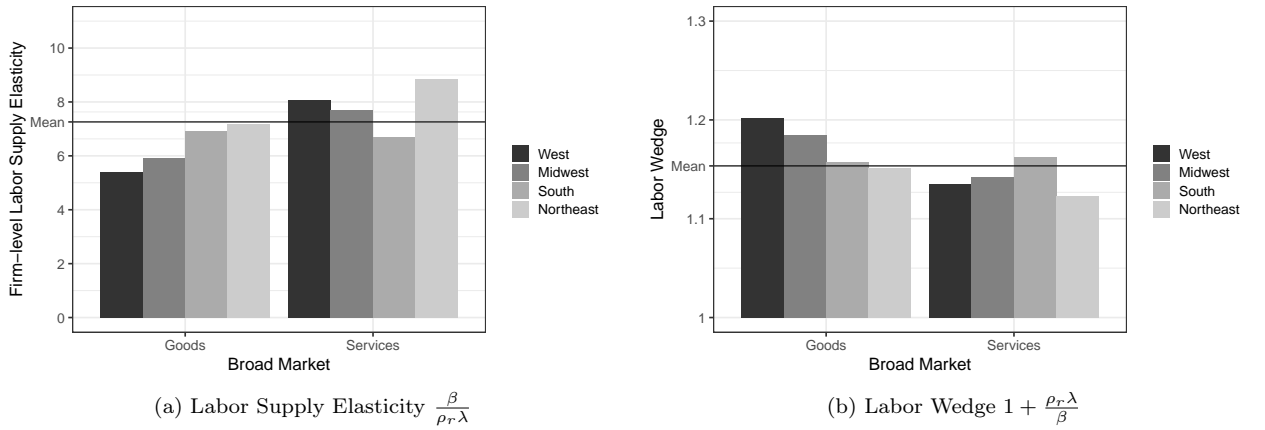 Firm−level Labor Supply Elasticity
10
8
Mean
6
4
2
0
Goods Services
Broad Market
West
Midwest
South
Northeast
(a) Labor Supply Elasticity β/ρrλ
Labor Wedge
1.3
1.2
Mean
1.1
1
Goods Services
Broad Market
West
Midwest
South
Northeast
(b) Labor Wedge 1 + ρrλ/β